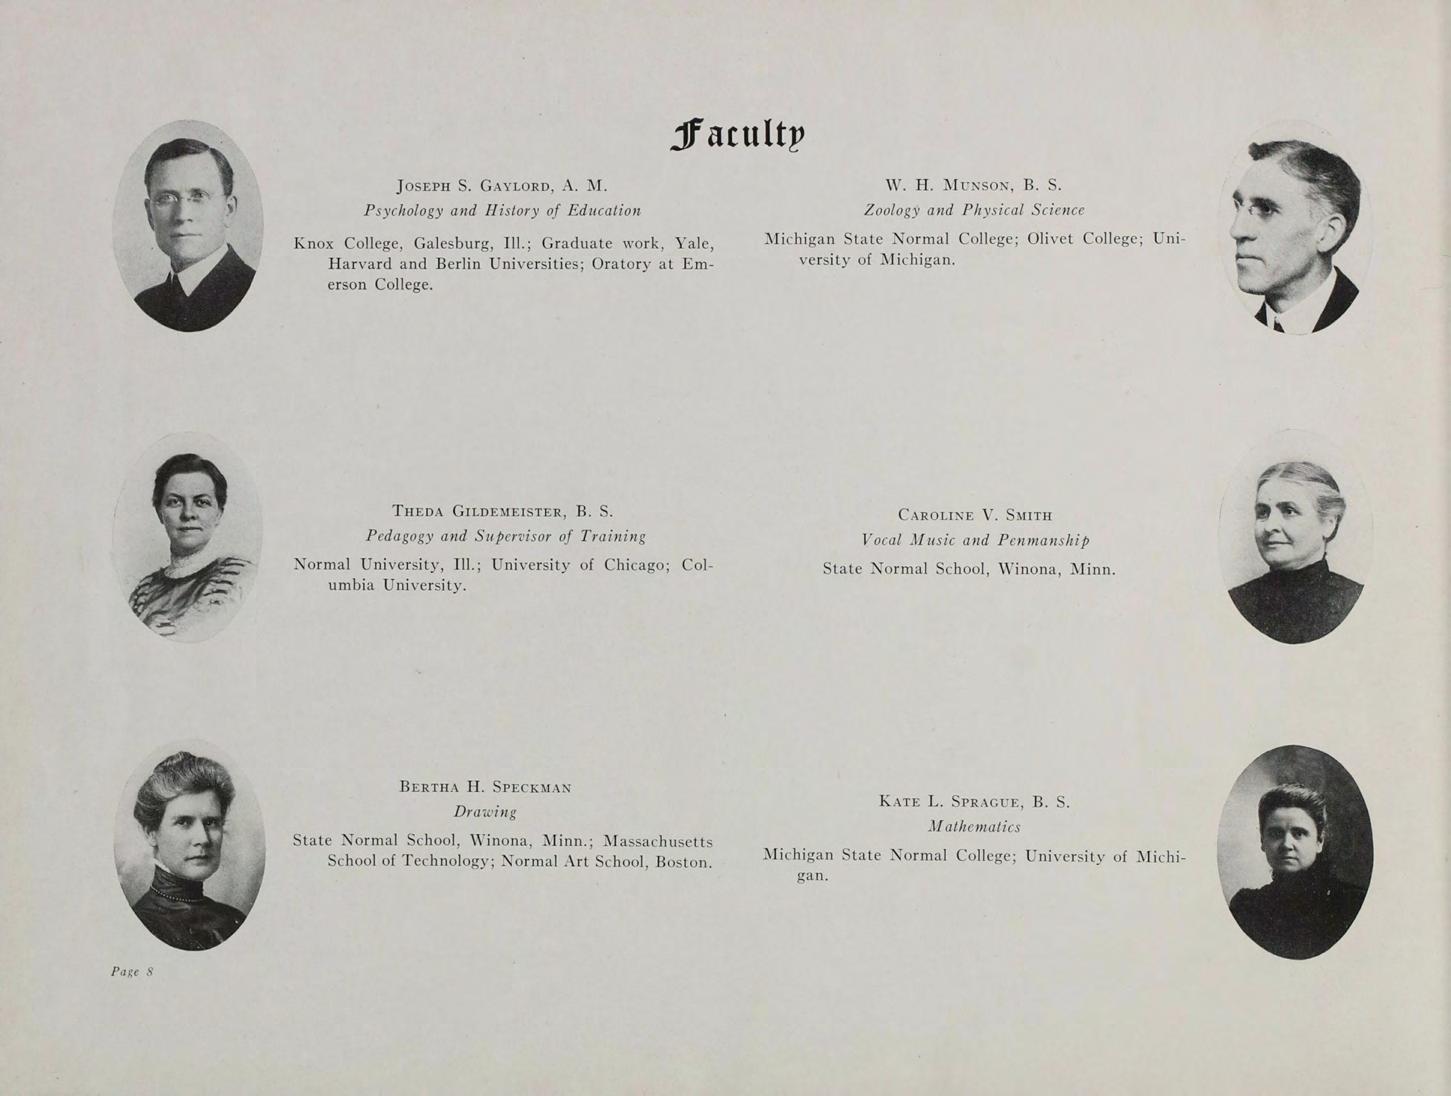 Faculty
Joseph S. Gaylord, A. M.
Psychology and History of Education
Knox College, Galesburg, Ill.; Graduate work, Yale,
Harvard and Berlin Universities; Oratory at Em-
erson College.
Theda Gildemeister, B. S.
Pedagogy and Supervisor of Training
Normal University, Ill.; University of Chicago; Col-
umbia University.
Bertha H. Speckman
Drawing
State Normal School, Winona, Minn.; Massachusetts
School of Technology; Normal Art School, Boston.
W. H. Munson, B. S.
Zoology and Physical Science
Michigan State Normal College; Olivet College; Uni-
versity of Michigan.
Caroline V. Smith
Vocal Music and Penmanship
State Normal School, Winona, Minn.
Kate L. Sprague, B. S.
Mathematics
Michigan State Normal College; University of Michi-
gan.
Page 8